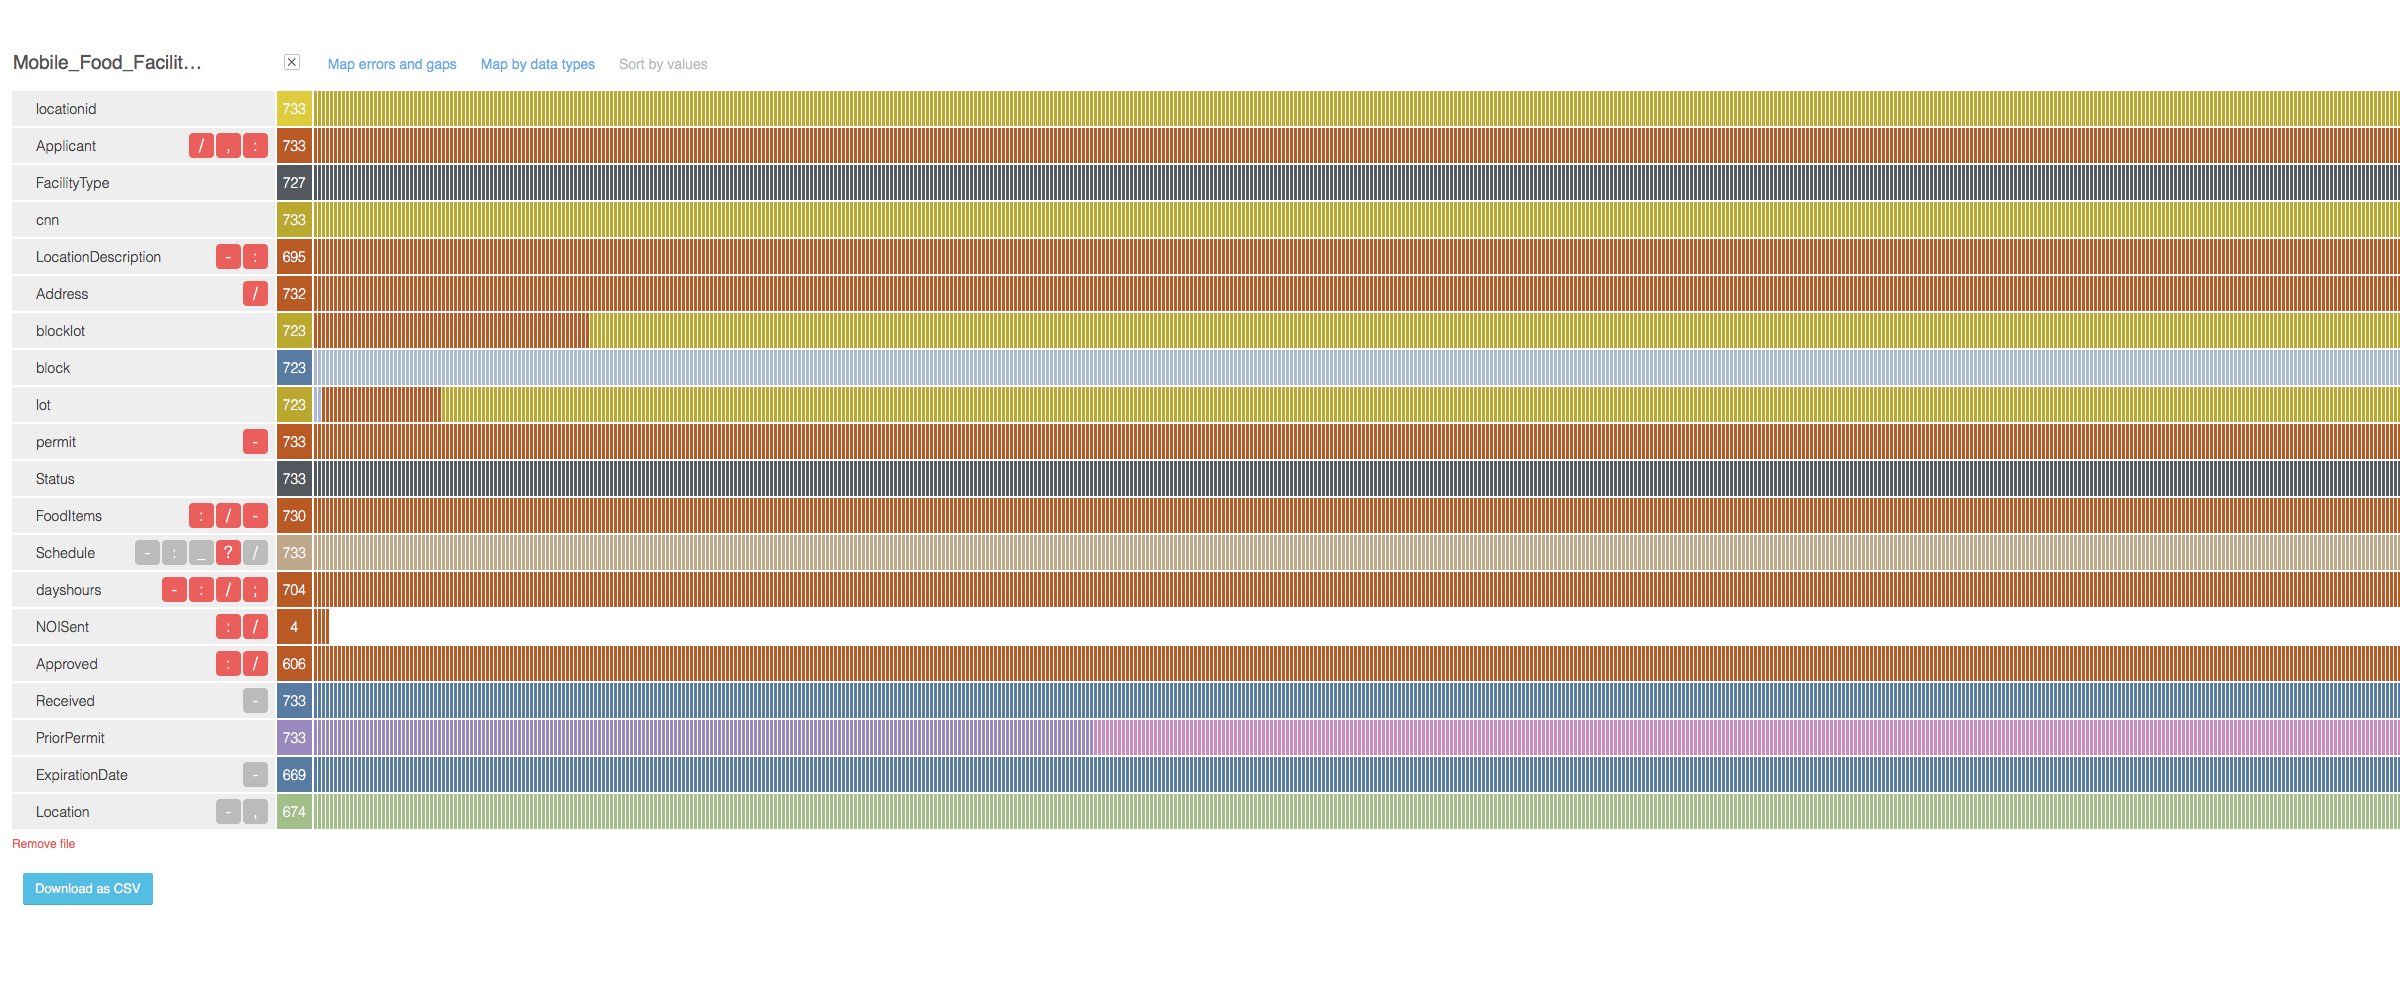 Mobile_Food_Facilit... Map errors and gaps Map by data types Sort by values
locationid 733
Applicant / , : 733
FacilityType 727
cnn 733
LocationDescription - : 695
Address / 732
blocklot 723
block 723
lot 723
permit - 733
Status 733
FoodItems : / - 730
Schedule - : _ ? / 733
dayshours - : / ; 704
NOISent : / 4
Approved : / 606
Received - 733
PriorPermit 733
ExpirationDate - 669
Location - , 674
Remove file
Download as CSV